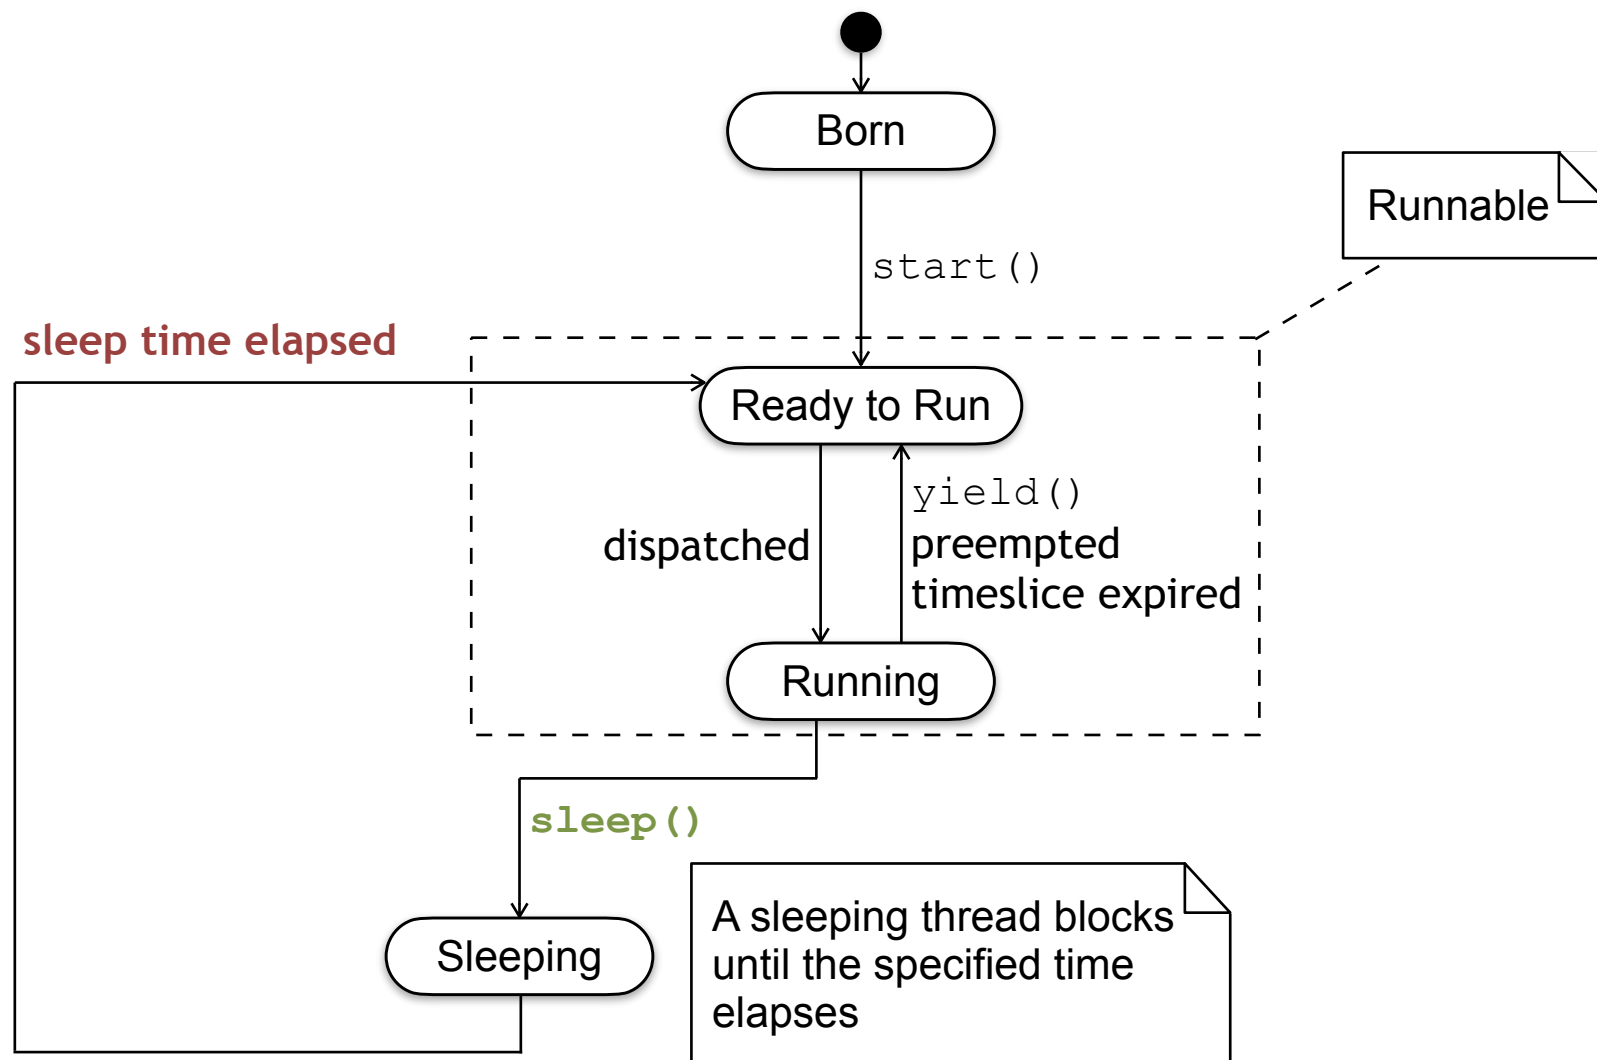 Born
Runnable
start()
sleep time elapsed
Ready to Run
yield()
dispatched
preempted
timeslice expired
Running
sleep()
A sleeping thread blocks
until the specified time
elapses
Sleeping